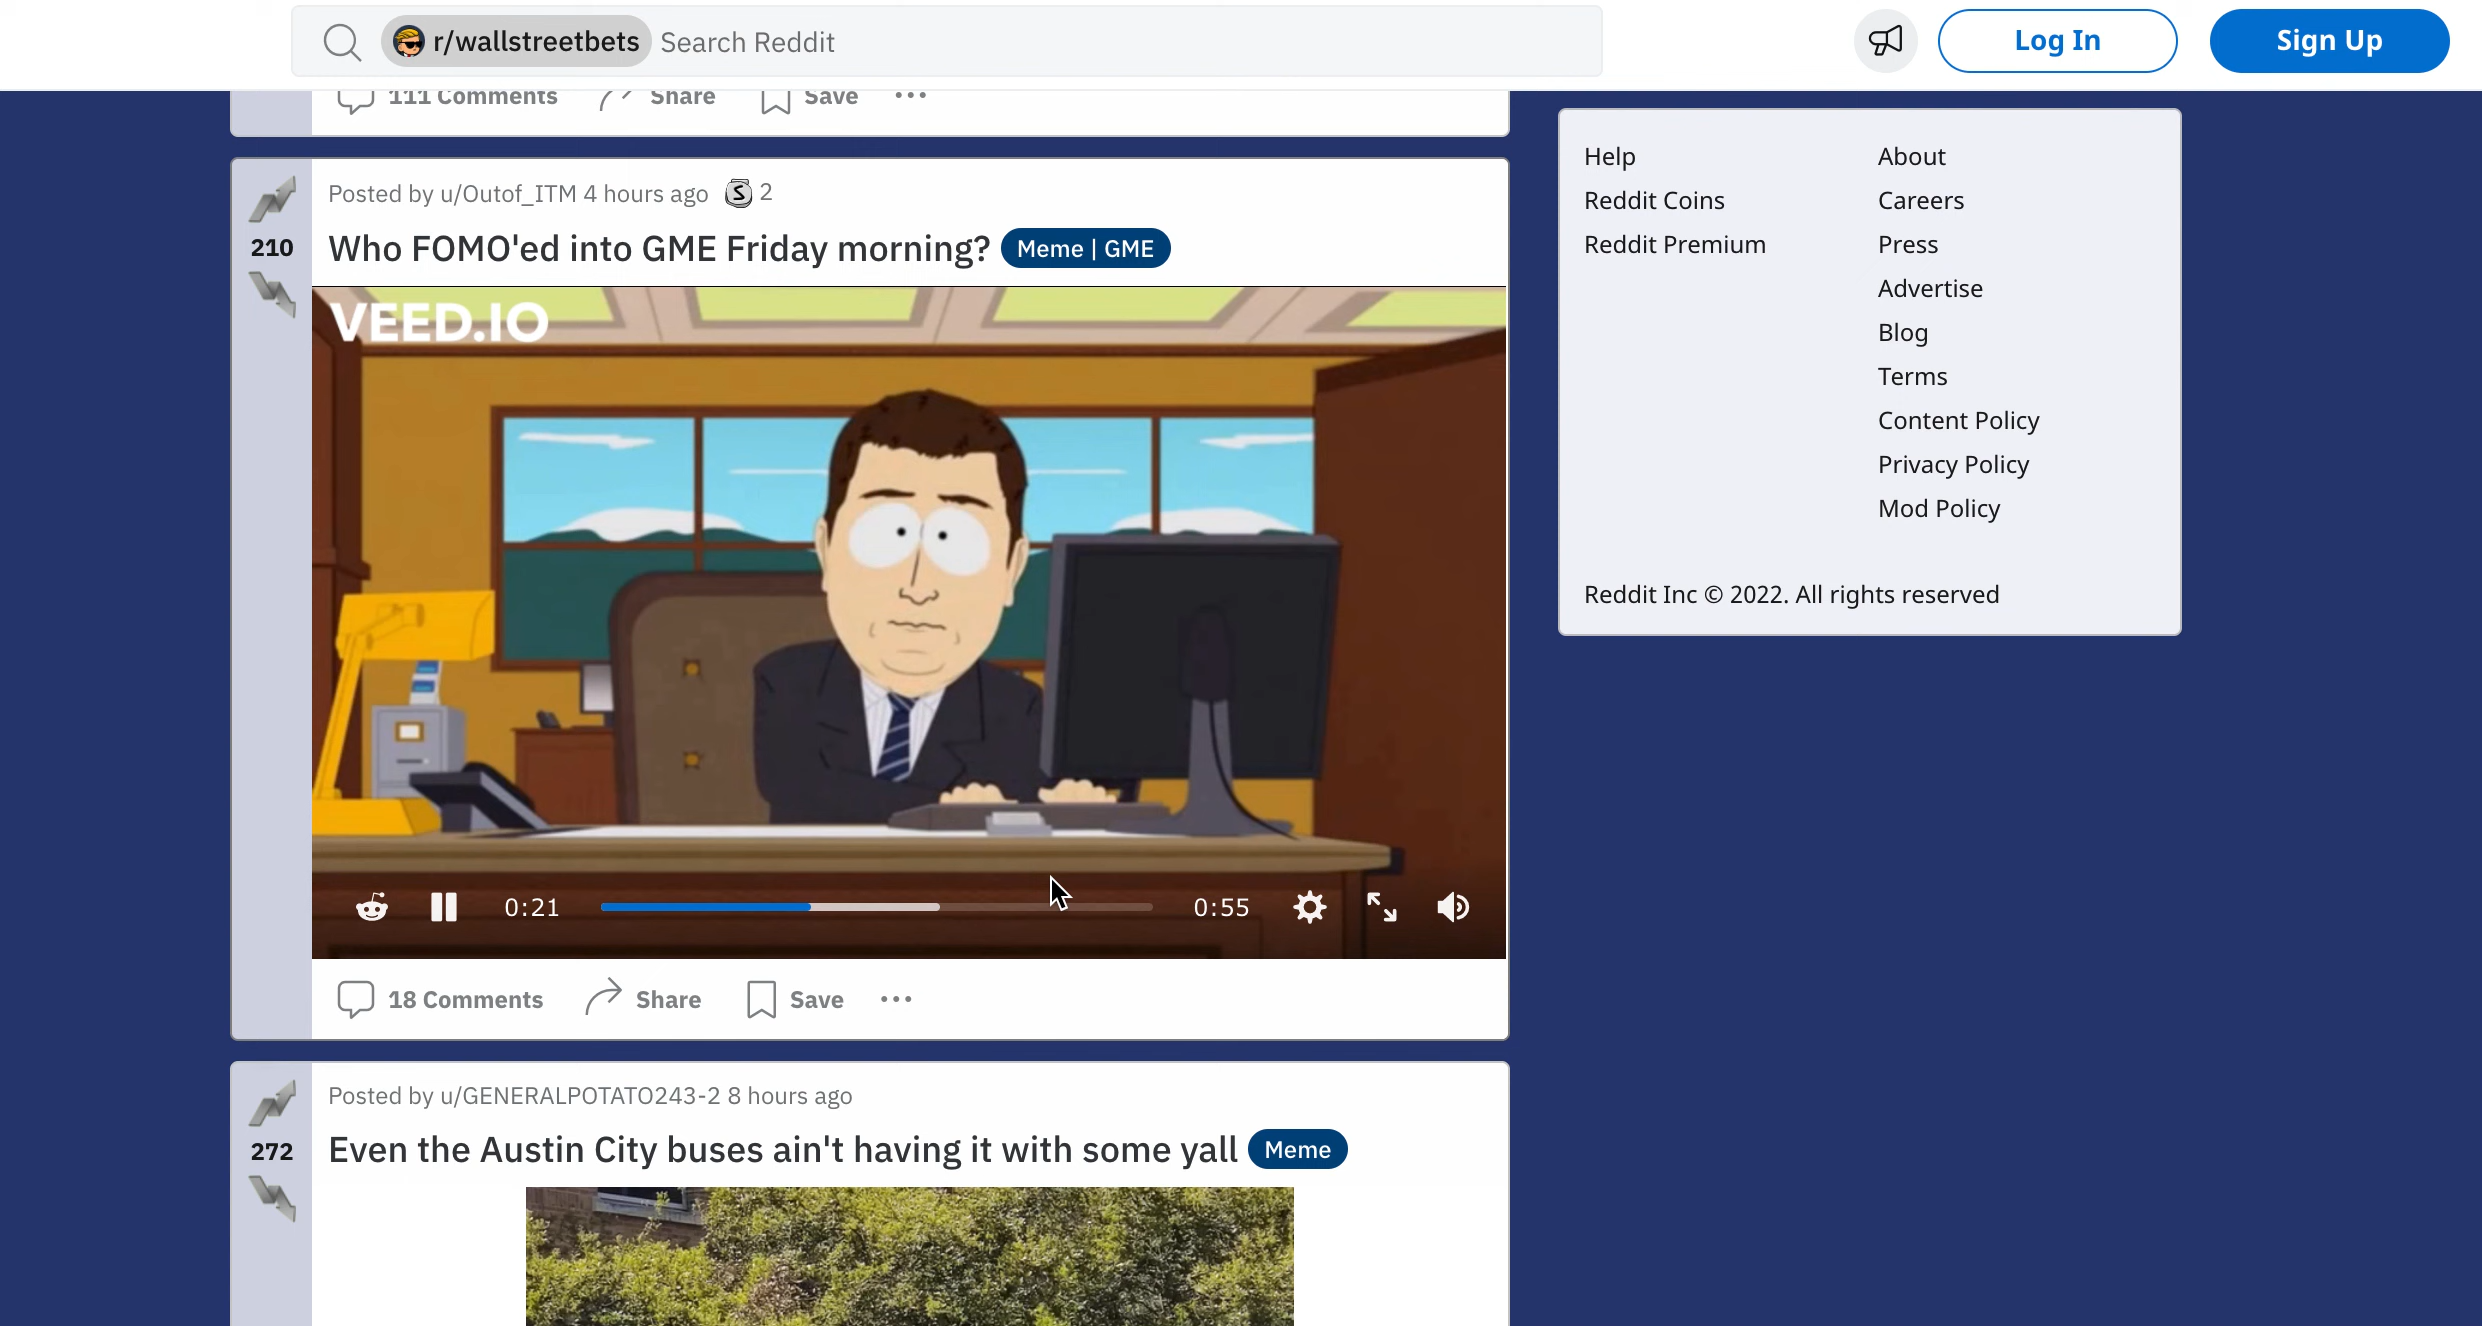 r/wallstreetbets Search Reddit
Log In
Sign Up
111 Comments Share Save
Posted by u/Outof_ITM 4 hours ago S 2
210
Who FOMO'ed into GME Friday morning? Meme | GME
VEED.IO
0:21 0:55
18 Comments Share Save
Posted by u/GENERALPOTATO243-2 8 hours ago
272
Even the Austin City buses ain't having it with some yall Meme
Help
Reddit Coins
Reddit Premium
About
Careers
Press
Advertise
Blog
Terms
Content Policy
Privacy Policy
Mod Policy
Reddit Inc © 2022. All rights reserved